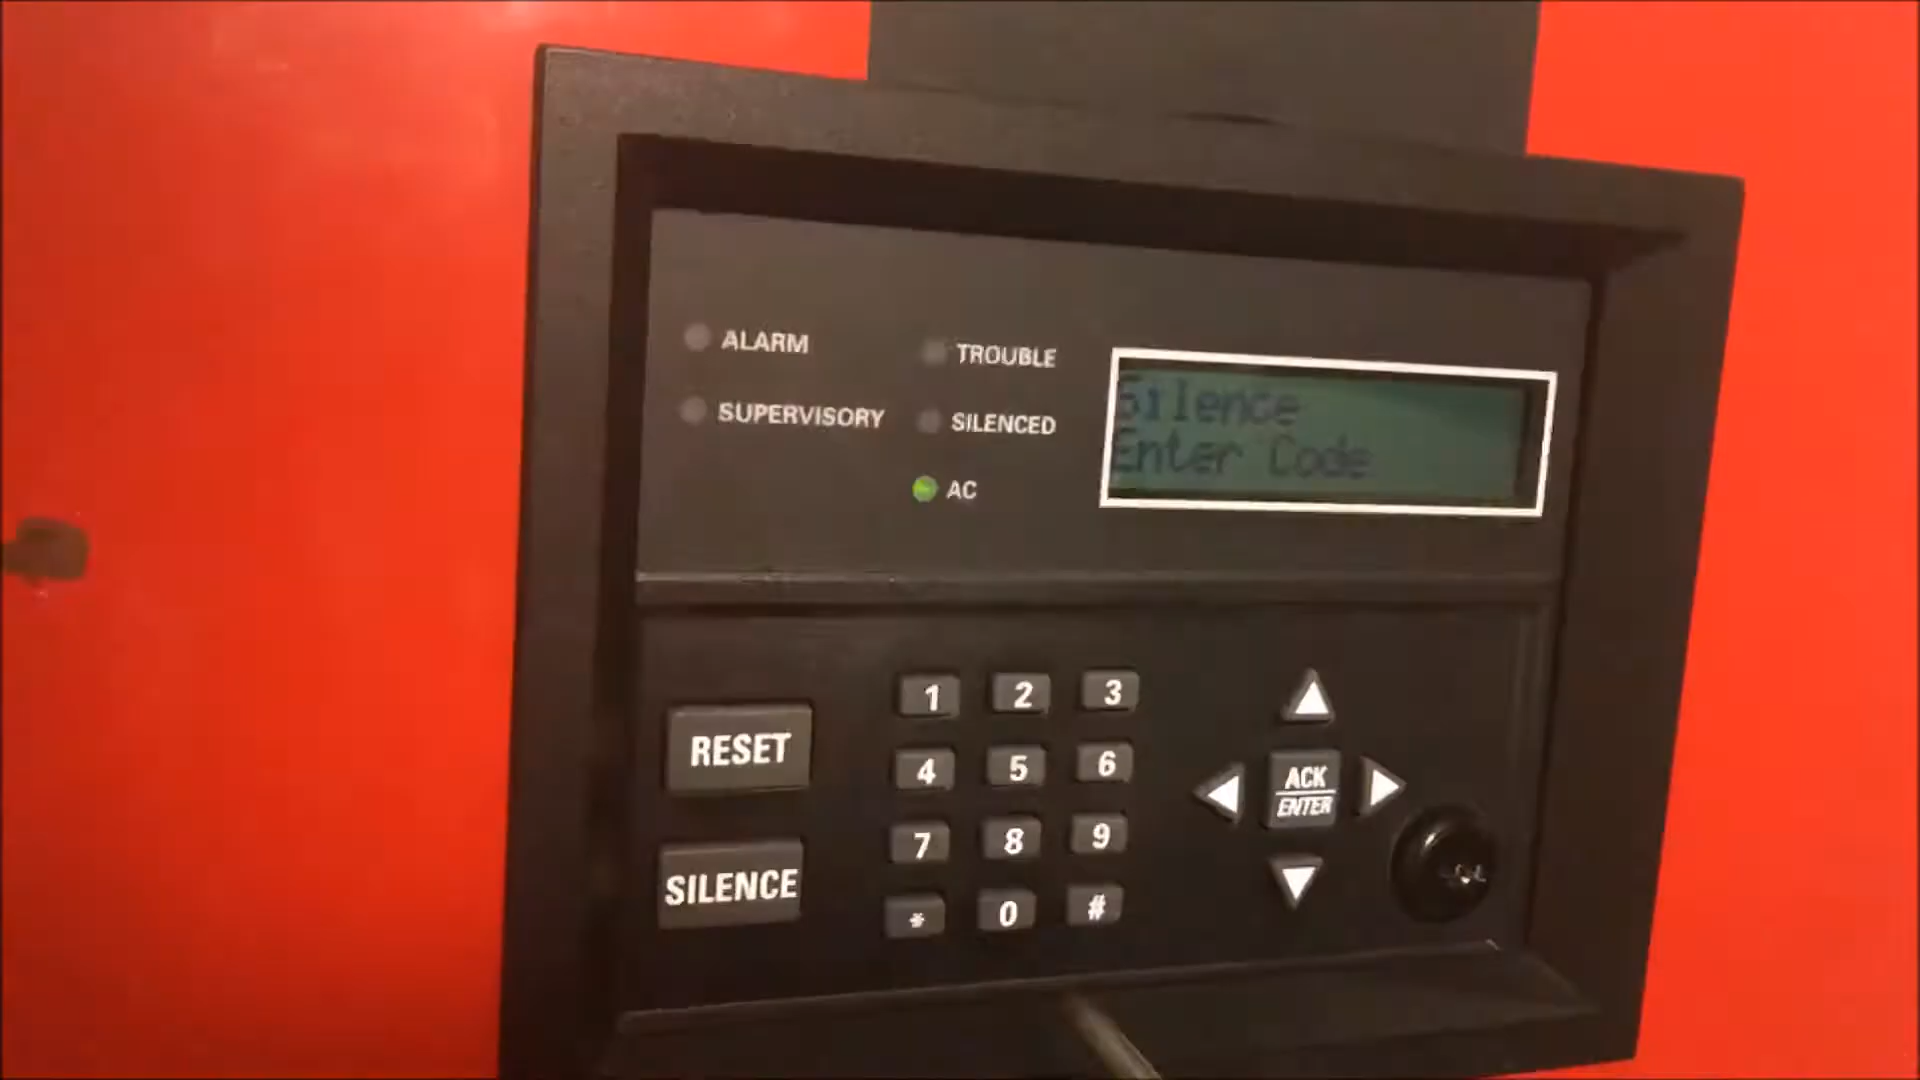 ALARM
TROUBLE
SUPERVISORY
SILENCED
AC
Silence
Enter Code
RESET
SILENCE
1 2 3
4 5 6
7 8 9
* 0 #
ACK
ENTER